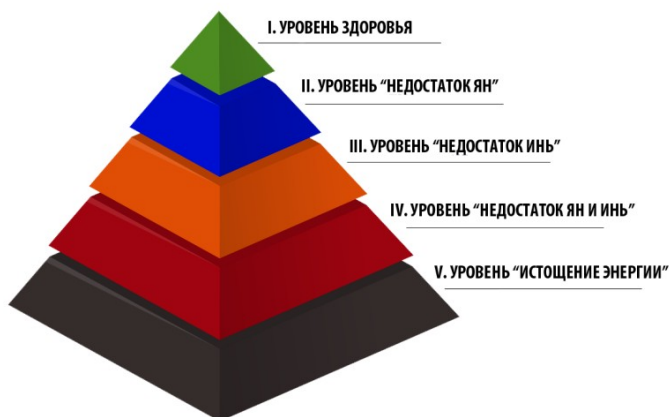 I. УРОВЕНЬ ЗДОРОВЬЯ
II. УРОВЕНЬ “НЕДОСТАТОК ЯН”
III. УРОВЕНЬ “НЕДОСТАТОК ИНЬ”
IV. УРОВЕНЬ “НЕДОСТАТОК ЯН И ИНЬ”
V. УРОВЕНЬ “ИСТОЩЕНИЕ ЭНЕРГИИ”